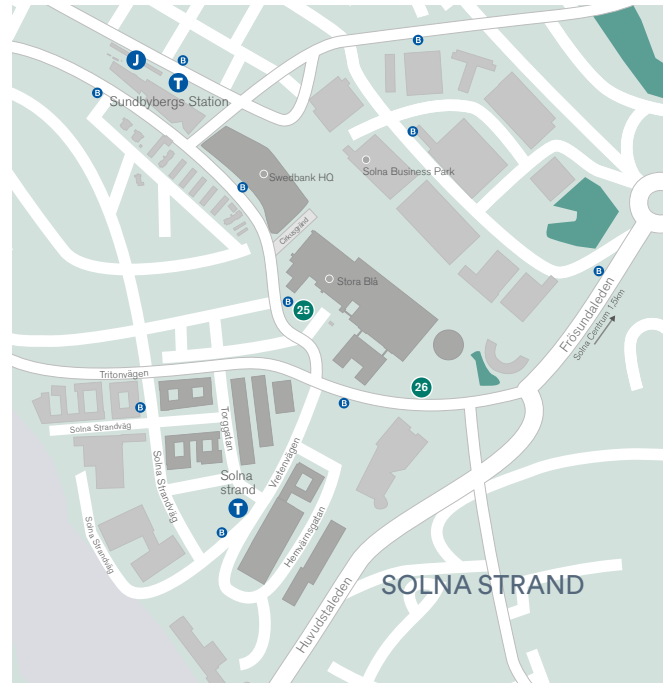 B
J
B
T
B
Sundbybergs Station
B
Solna Business Park
Swedbank HQ
B
Cirkusgränd
B
Frösundaleden
Solna Centrum 1,5km
Stora Blå
B
25
Tritonvägen
26
B
B
Torggatan
Solna Strandväg
Vretenvägen
Solna Strandväg
Solna
strand
T
Solna Strandväg
B
Hemvärnsgatan
SOLNA STRAND
Huvudstaleden